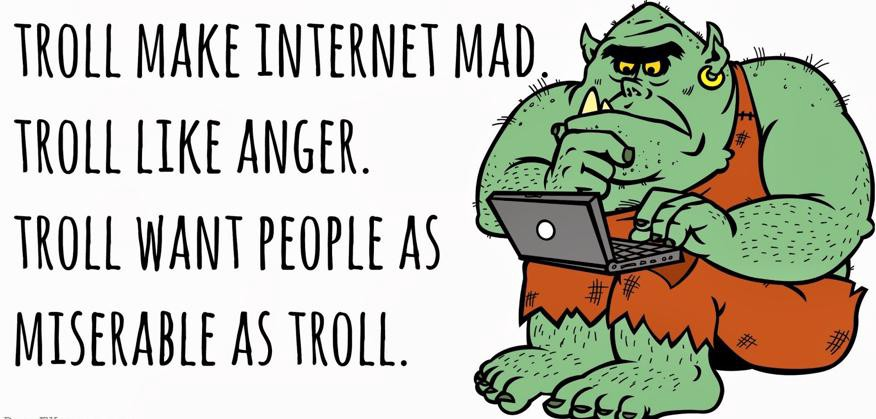 TROLL MAKE INTERNET MAD.
TROLL LIKE ANGER.
TROLL WANT PEOPLE AS
MISERABLE AS TROLL.